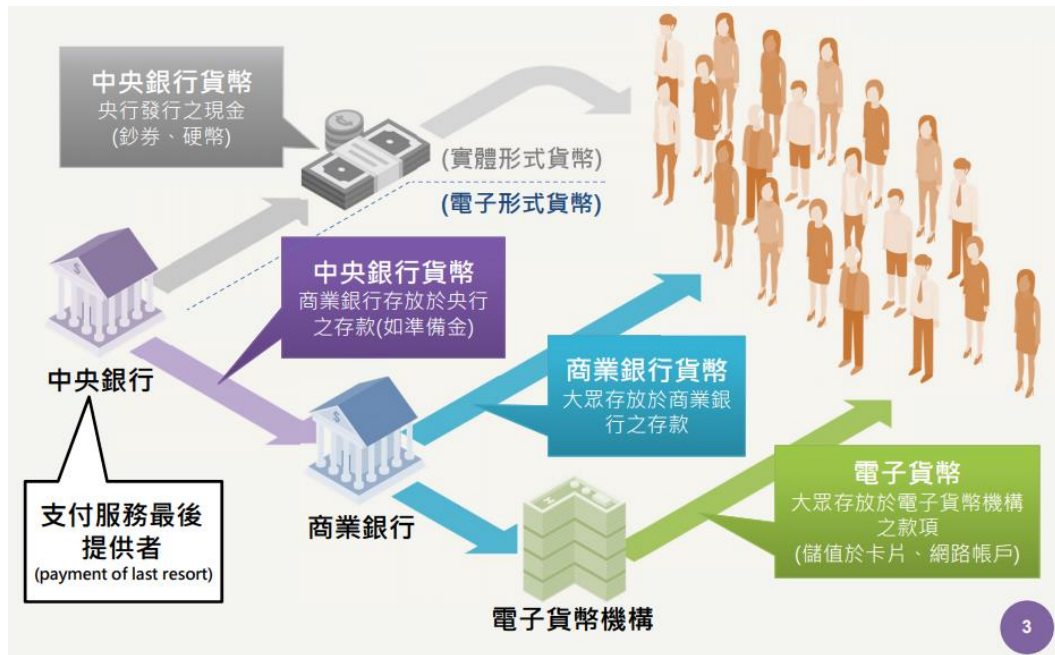 中央銀行貨幣
央行發行之現金
(鈔券、硬幣)
(實體形式貨幣)
(電子形式貨幣)
中央銀行貨幣
商業銀行存放於央行
之存款(如準備金)
中央銀行
商業銀行貨幣
大眾存放於商業銀
行之存款
支付服務最後
提供者
(payment of last resort)
商業銀行
電子貨幣
大眾存放於電子貨幣機構
之款項
(儲值於卡片、網路帳戶)
電子貨幣機構
3